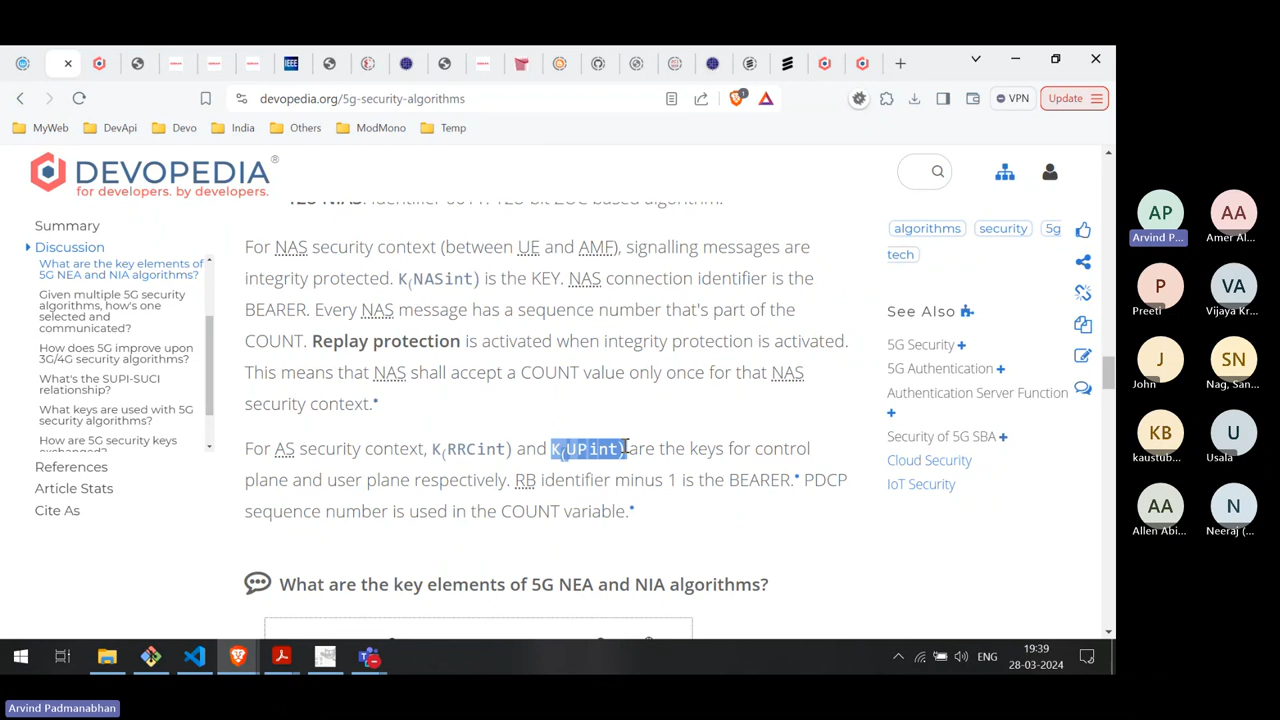 devopedia.org/5g-security-algorithms
1
VPN
Update
MyWeb
DevApi
Devo
India
Others
ModMono
Temp
DEVOPEDIA®
for developers. by developers.
Summary
Discussion
What are the key elements of
5G NEA and NIA algorithms?
Given multiple 5G security
algorithms, how's one
selected and
communicated?
How does 5G improve upon
3G/4G security algorithms?
What's the SUPI-SUCI
relationship?
What keys are used with 5G
security algorithms?
How are 5G security keys
exchanged?
References
Article Stats
Cite As
For NAS security context (between UE and AMF), signalling messages are
integrity protected. K(NASint) is the KEY. NAS connection identifier is the
BEARER. Every NAS message has a sequence number that's part of the
COUNT. Replay protection is activated when integrity protection is activated.
This means that NAS shall accept a COUNT value only once for that NAS
security context.
For AS security context, K(RRCint) and K(UPint) are the keys for control
plane and user plane respectively. RB identifier minus 1 is the BEARER. PDCP
sequence number is used in the COUNT variable.
What are the key elements of 5G NEA and NIA algorithms?
algorithms security 5g
tech
See Also
5G Security +
5G Authentication +
Authentication Server Function
+
Security of 5G SBA +
Cloud Security
IoT Security
AP
Arvind P...
AA
Amer Al...
P
Preeti
VA
Vijaya Kr...
J
John
SN
Nag, San...
KB
kaustub...
U
Usala
AA
Allen Abi...
N
Neeraj (...
ENG
19:39
28-03-2024
Arvind Padmanabhan